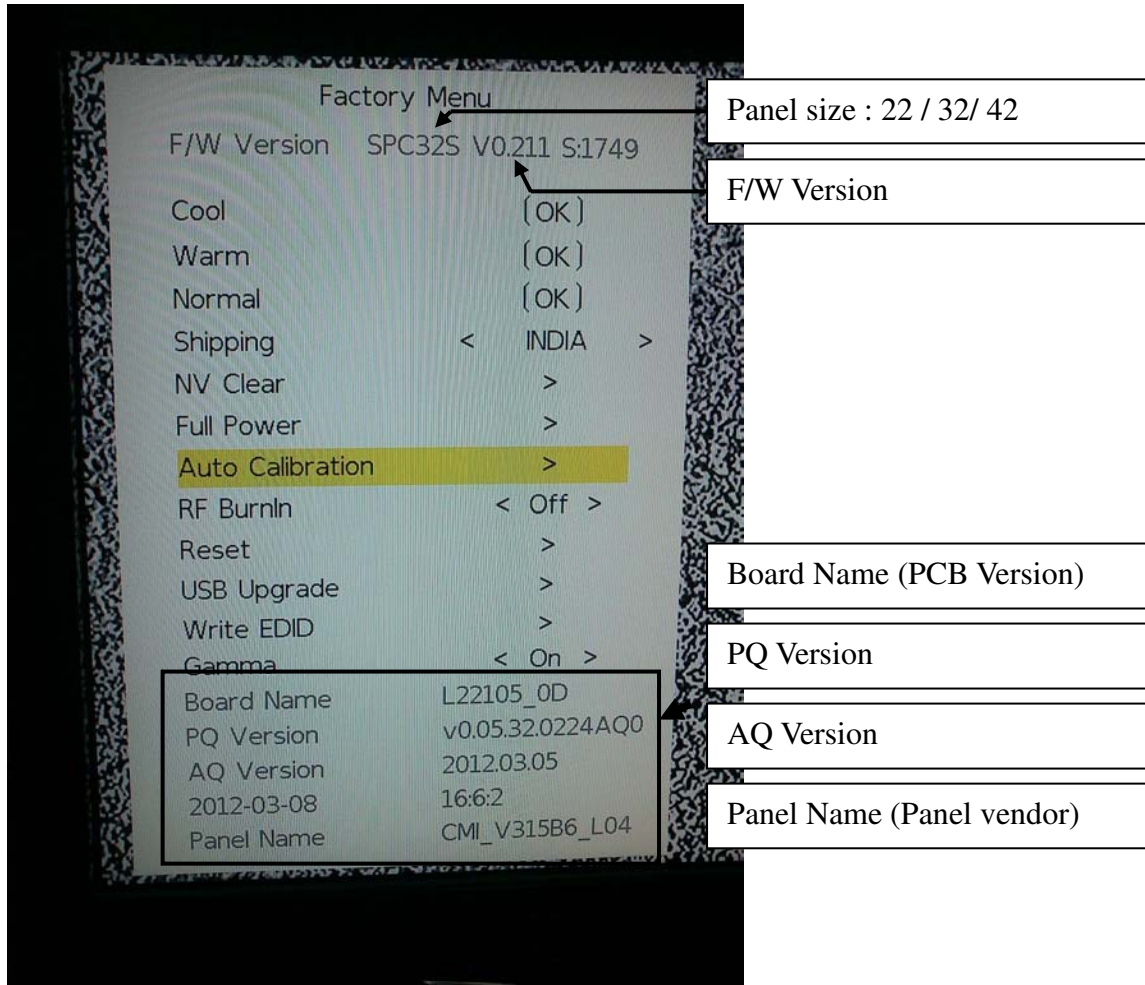 Factory Menu
F/W Version SPC32S V0.211 S:1749
Cool [OK]
Warm [OK]
Normal [OK]
Shipping < INDIA >
NV Clear >
Full Power >
Auto Calibration >
RF BurnIn < Off >
Reset >
USB Upgrade >
Write EDID >
Gamma < On >
Board Name L22105_0D
PQ Version v0.05.32.0224AQ0
AQ Version 2012.03.05
2012-03-08 16:6:2
Panel Name CMI_V315B6_L04
Panel size : 22 / 32/ 42
F/W Version
Board Name (PCB Version)
PQ Version
AQ Version
Panel Name (Panel vendor)